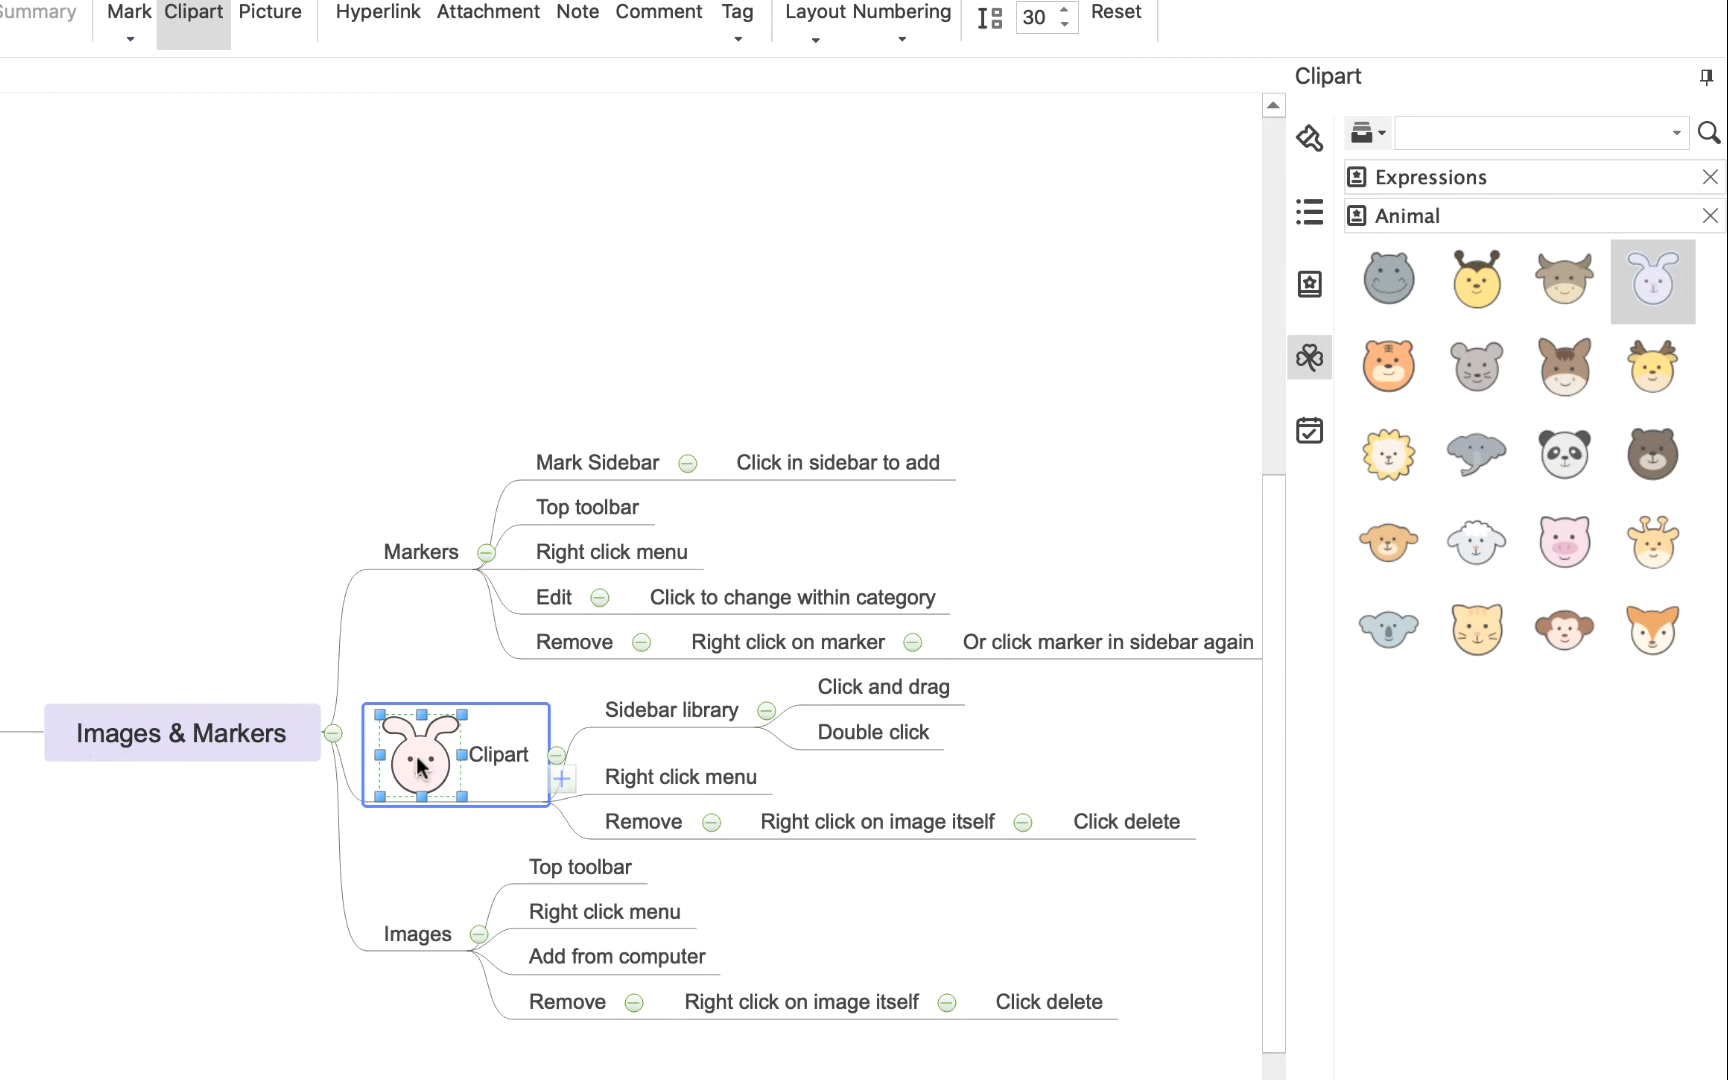 Summary
Mark
Clipart
Picture
Hyperlink
Attachment
Note
Comment
Tag
Layout
Numbering
30
Reset
Clipart
Expressions
Animal
Mark Sidebar
Click in sidebar to add
Top toolbar
Markers
Right click menu
Edit
Click to change within category
Remove
Right click on marker
Or click marker in sidebar again
Images & Markers
Clipart
Sidebar library
Click and drag
Double click
Right click menu
Remove
Right click on image itself
Click delete
Images
Top toolbar
Right click menu
Add from computer
Remove
Right click on image itself
Click delete